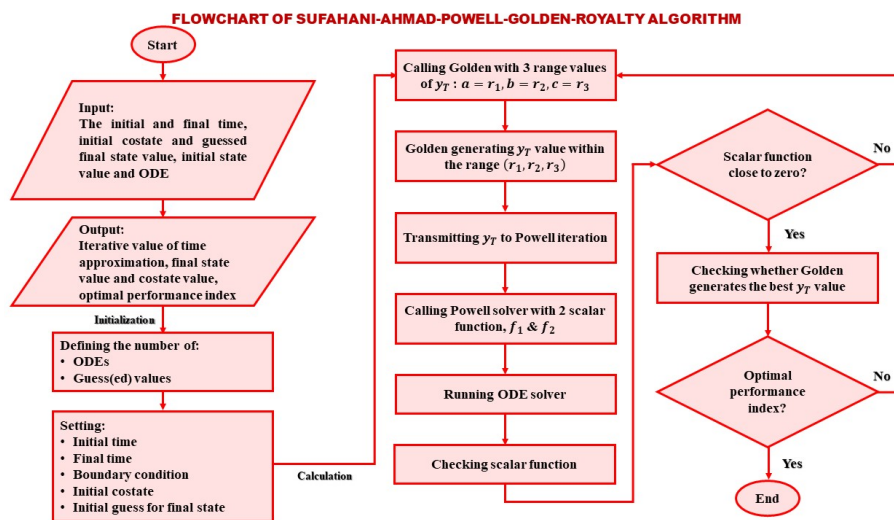 FLOWCHART OF SUFAHANI-AHMAD-POWELL-GOLDEN-ROYALTY ALGORITHM
Start
Input:
The initial and final time,
initial costate and guessed
final state value, initial state
value and ODE
Output:
Iterative value of time
approximation, final state
value and costate value,
optimal performance index
Initialization
Defining the number of:
• ODEs
• Guess(ed) values
Setting:
• Initial time
• Final time
• Boundary condition
• Initial costate
• Initial guess for final state
Calculation
Calling Golden with 3 range values
of y_T : a = r_1, b = r_2, c = r_3
Golden generating y_T value within
the range (r_1, r_2, r_3)
Transmitting y_T to Powell iteration
Calling Powell solver with 2 scalar
function, f_1 & f_2
Running ODE solver
Checking scalar function
Scalar function
close to zero?
No
Yes
Checking whether Golden
generates the best y_T value
Optimal
performance
index?
No
Yes
End